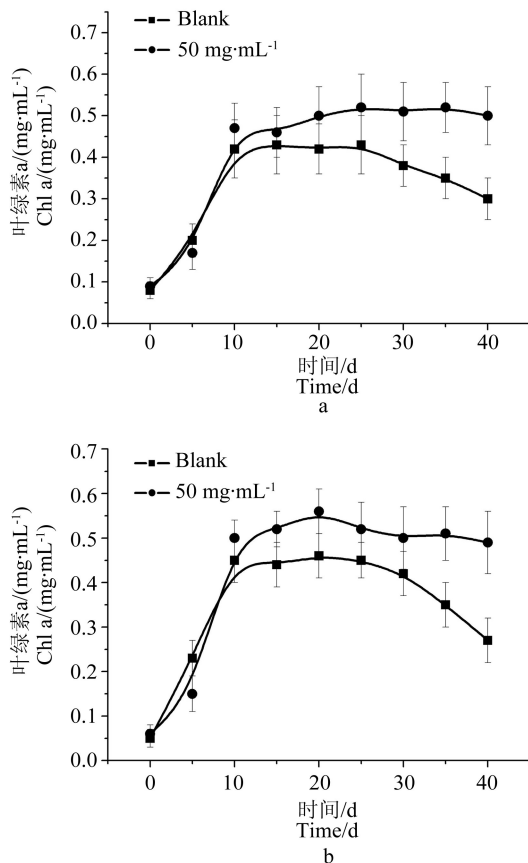 Blank
50 mg·mL⁻¹
叶绿素a/(mg·mL⁻¹)
Chl a/(mg·mL⁻¹)
0.7
0.6
0.5
0.4
0.3
0.2
0.1
0.0
0 10 20 30 40
时间/d
Time/d
a
Blank
50 mg·mL⁻¹
叶绿素a/(mg·mL⁻¹)
Chl a/(mg·mL⁻¹)
0.7
0.6
0.5
0.4
0.3
0.2
0.1
0.0
0 10 20 30 40
时间/d
Time/d
b